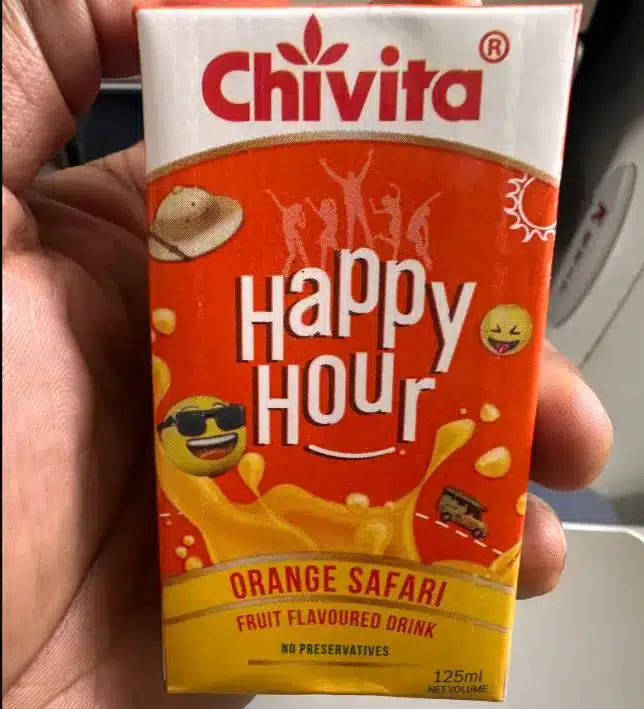 Chivita®
Happy
Hour
ORANGE SAFARI
FRUIT FLAVOURED DRINK
NO PRESERVATIVES
125ml
NET VOLUME